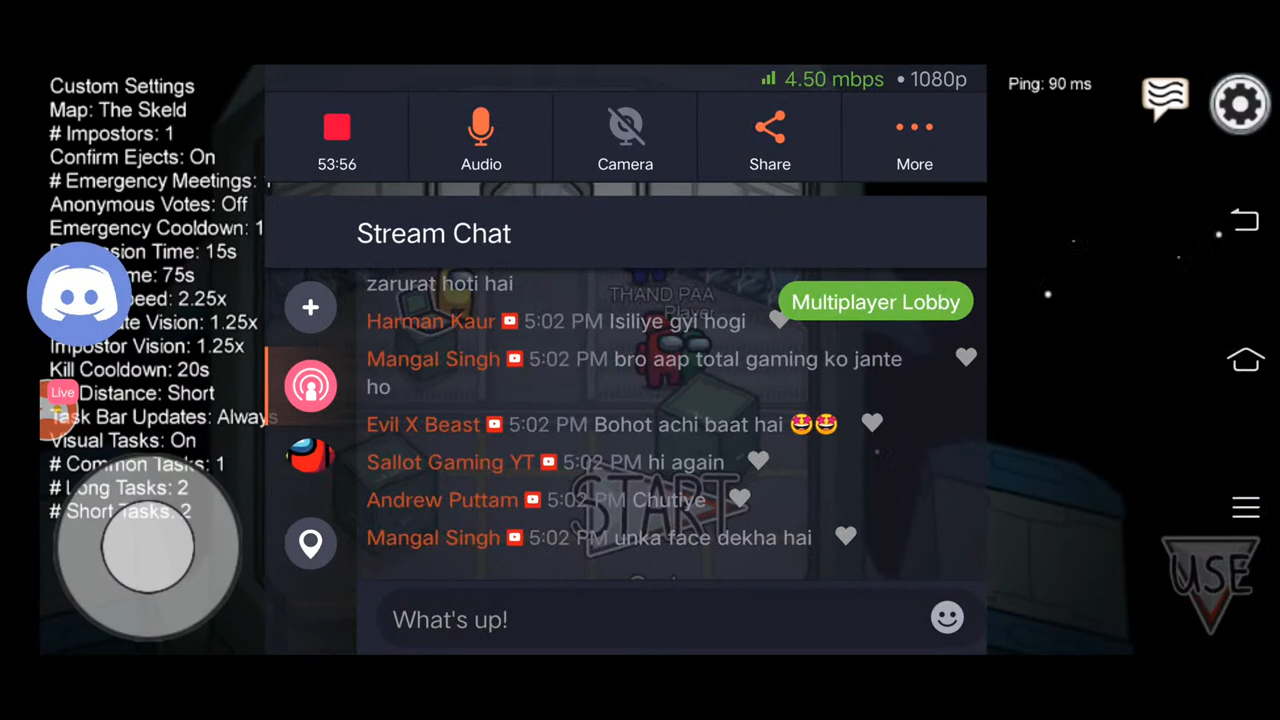 Custom Settings
Map: The Skeld
# Impostors: 1
Confirm Ejects: On
# Emergency Meetings:
Anonymous Votes: Off
Emergency Cooldown: 1
sion Time: 15s
me: 75s
eed: 2.25x
te Vision: 1.25x
Impostor Vision: 1.25x
Kill Cooldown: 20s
Distance: Short
Task Bar Updates: Always
Visual Tasks: On
# Common Tasks: 1
# Long Tasks: 2
# Short Tasks: 2
Live
4.50 mbps • 1080p
53:56
Audio
Camera
Share
More
Stream Chat
zarurat hoti hai
THAND PAA
Player
Multiplayer Lobby
Harman Kaur 5:02 PM Isiliye gyi hogi
Mangal Singh 5:02 PM bro aap total gaming ko jante
ho
Evil X Beast 5:02 PM Bohot achi baat hai 🤩🤩
Sallot Gaming YT 5:02 PM hi again
Andrew Puttam 5:02 PM Chutiye
Mangal Singh 5:02 PM unka face dekha hai
START
What's up!
Ping: 90 ms
USE